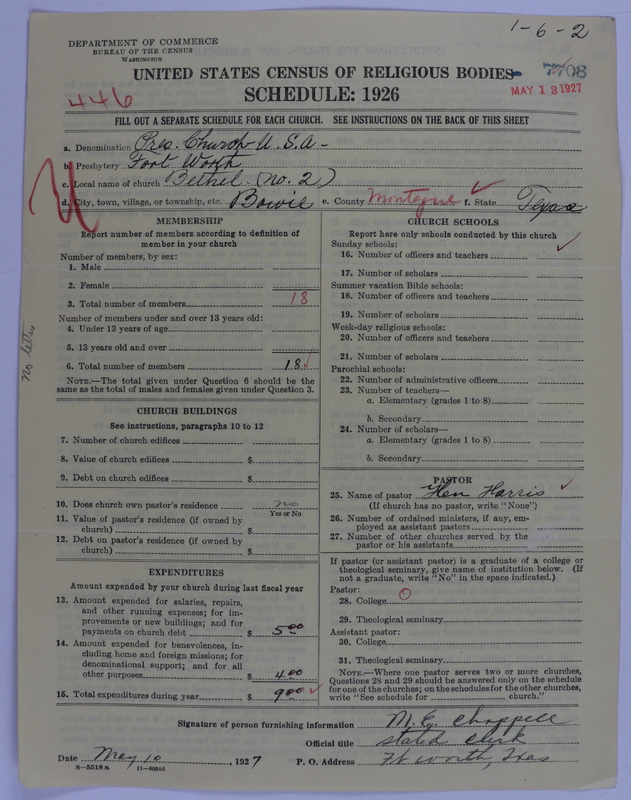 1-6-2
DEPARTMENT OF COMMERCE
BUREAU OF THE CENSUS
WASHINGTON
UNITED STATES CENSUS OF RELIGIOUS BODIES
SCHEDULE: 1926
446
708
MAY 13 1927
FILL OUT A SEPARATE SCHEDULE FOR EACH CHURCH. SEE INSTRUCTIONS ON THE BACK OF THIS SHEET
a. Denomination Pres. Church U.S.A-
b. Presbytery Fort Worth
c. Local name of church Bethel (no. 2)
d. City, town, village, or township, etc. Bowie e. County Montague f. State Texas
MEMBERSHIP
Report number of members according to definition of
member in your church
Number of members, by sex:
1. Male
2. Female
3. Total number of members 18
Number of members under and over 13 years old:
4. Under 13 years of age
5. 13 years old and over
6. Total number of members 18
NOTE.—The total given under Question 6 should be the
same as the total of males and females given under Question 3.
no letter
CHURCH BUILDINGS
See instructions, paragraphs 10 to 12
7. Number of church edifices
8. Value of church edifices $
9. Debt on church edifices $
10. Does church own pastor's residence no
Yes or No
11. Value of pastor's residence (if owned by
church) $
12. Debt on pastor's residence (if owned by
church) $
EXPENDITURES
Amount expended by your church during last fiscal year
13. Amount expended for salaries, repairs,
and other running expenses; for im-
provements or new buildings; and for
payments on church debt $ 5.00
14. Amount expended for benevolences, in-
cluding home and foreign missions; for
denominational support; and for all
other purposes $ 4.00
15. Total expenditures during year $ 9.00
CHURCH SCHOOLS
Report here only schools conducted by this church
Sunday schools:
16. Number of officers and teachers
17. Number of scholars
Summer vacation Bible schools:
18. Number of officers and teachers
19. Number of scholars
Week-day religious schools:
20. Number of officers and teachers
21. Number of scholars
Parochial schools:
22. Number of administrative officers
23. Number of teachers—
a. Elementary (grades 1 to 8)
b. Secondary
24. Number of scholars—
a. Elementary (grades 1 to 8)
b. Secondary
PASTOR
25. Name of pastor Harris
(If church has no pastor, write "None")
26. Number of ordained ministers, if any, em-
ployed as assistant pastors
27. Number of other churches served by the
pastor or his assistants
If pastor (or assistant pastor) is a graduate of a college or
theological seminary, give name of institution below. (If
not a graduate, write "No" in the space indicated.)
Pastor:
28. College O
29. Theological seminary
Assistant pastor:
30. College
31. Theological seminary
NOTE.—Where one pastor serves two or more churches,
Questions 28 and 29 should be answered only on the schedule
for one of the churches; on the schedules for the other churches,
write "See schedule for church."
Signature of person furnishing information M. C. Chappell
Official title Stated Clerk
Date May 10, 1927 P. O. Address Ft Worth, Texas
8—5518 a 11—9084d